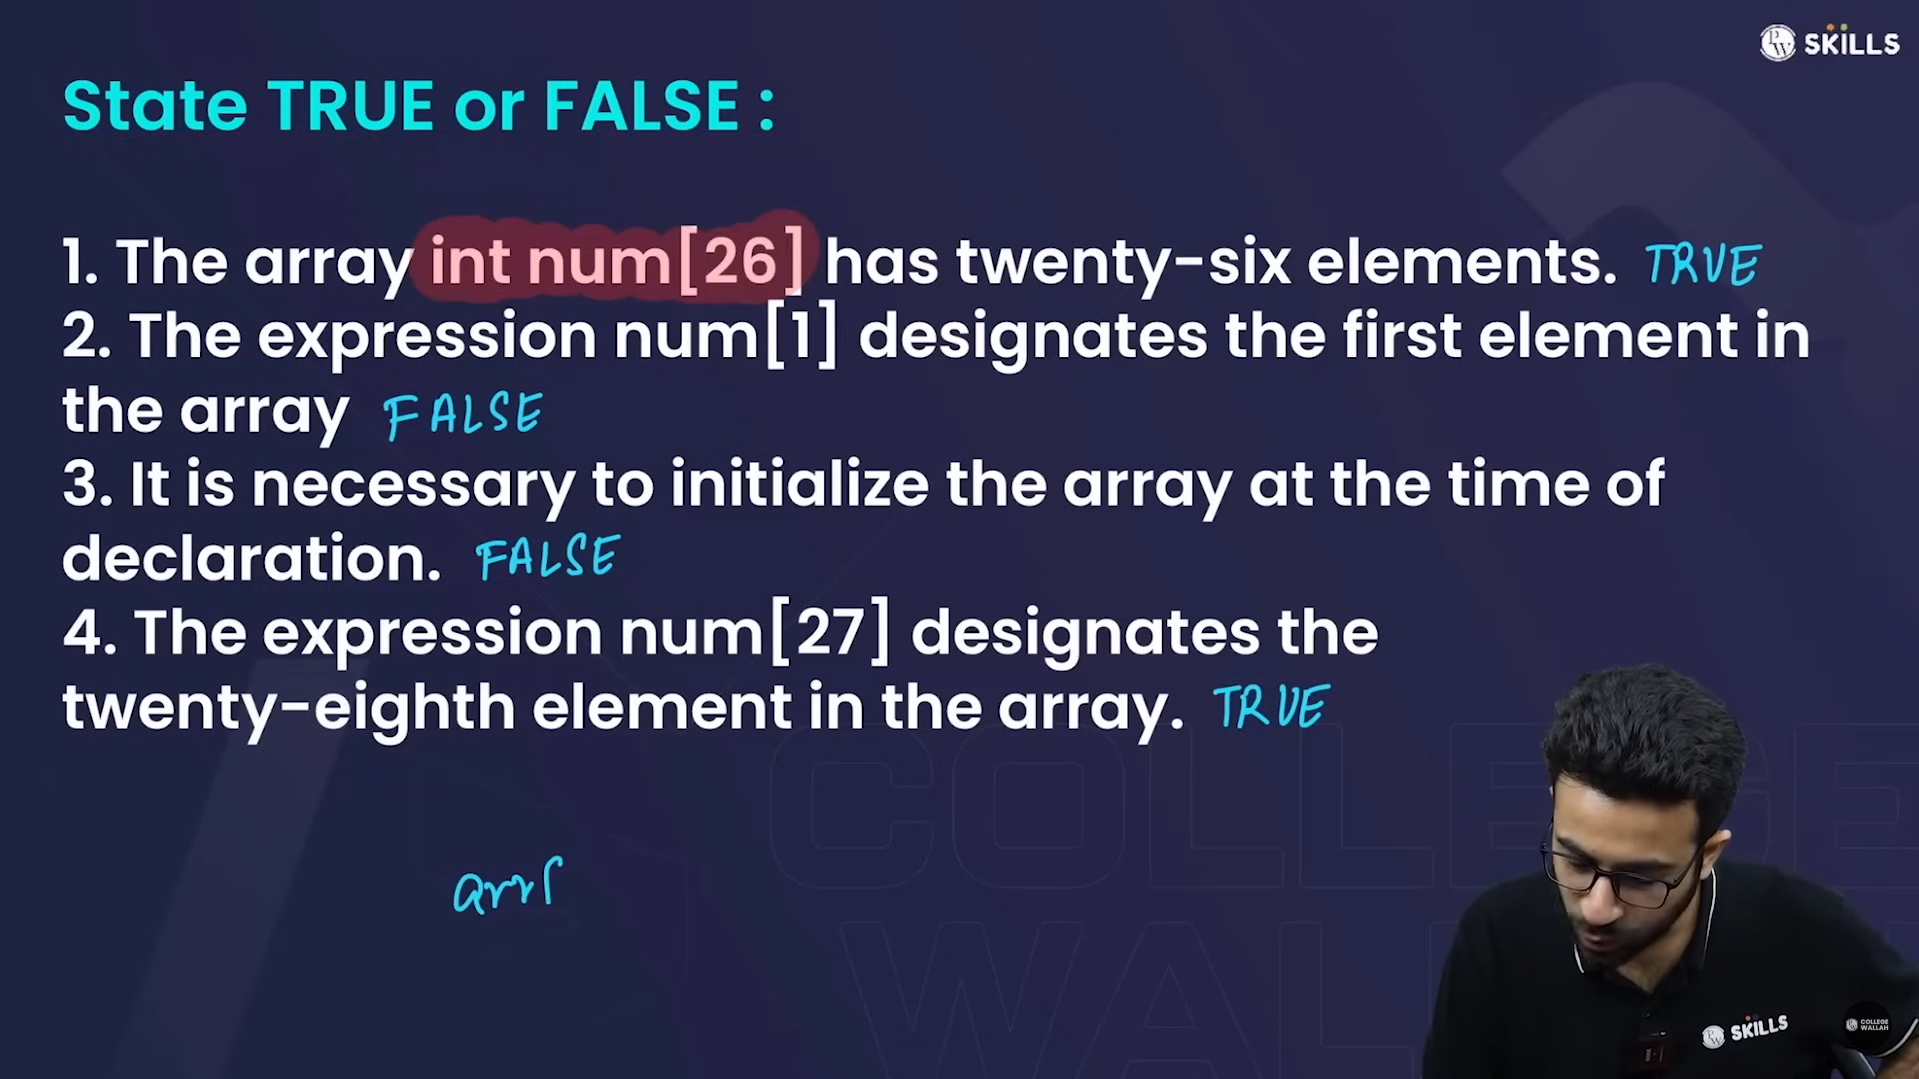 PW SKILLS
State TRUE or FALSE :
1. The array int num[26] has twenty-six elements. TRUE
2. The expression num[1] designates the first element in
the array FALSE
3. It is necessary to initialize the array at the time of
declaration. FALSE
4. The expression num[27] designates the
twenty-eighth element in the array. TRUE
COLLEGE
WAL
arr[
PW SKILLS
COLLEGE
WALLAH